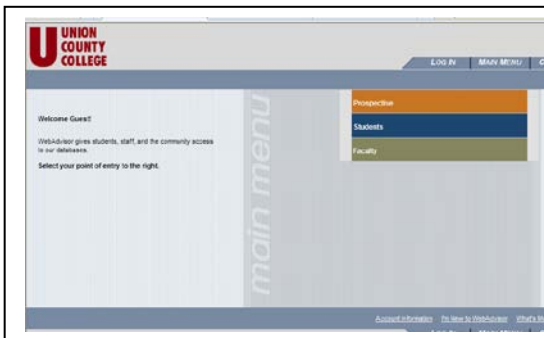 UNION
COUNTY
COLLEGE
LOG IN MAIN MENU
Prospective
Students
Faculty
Welcome Guest!
WebAdvisor gives students, staff, and the community access
to our databases.
Select your point of entry to the right.
main menu
Account Information I'm New to WebAdvisor What's My